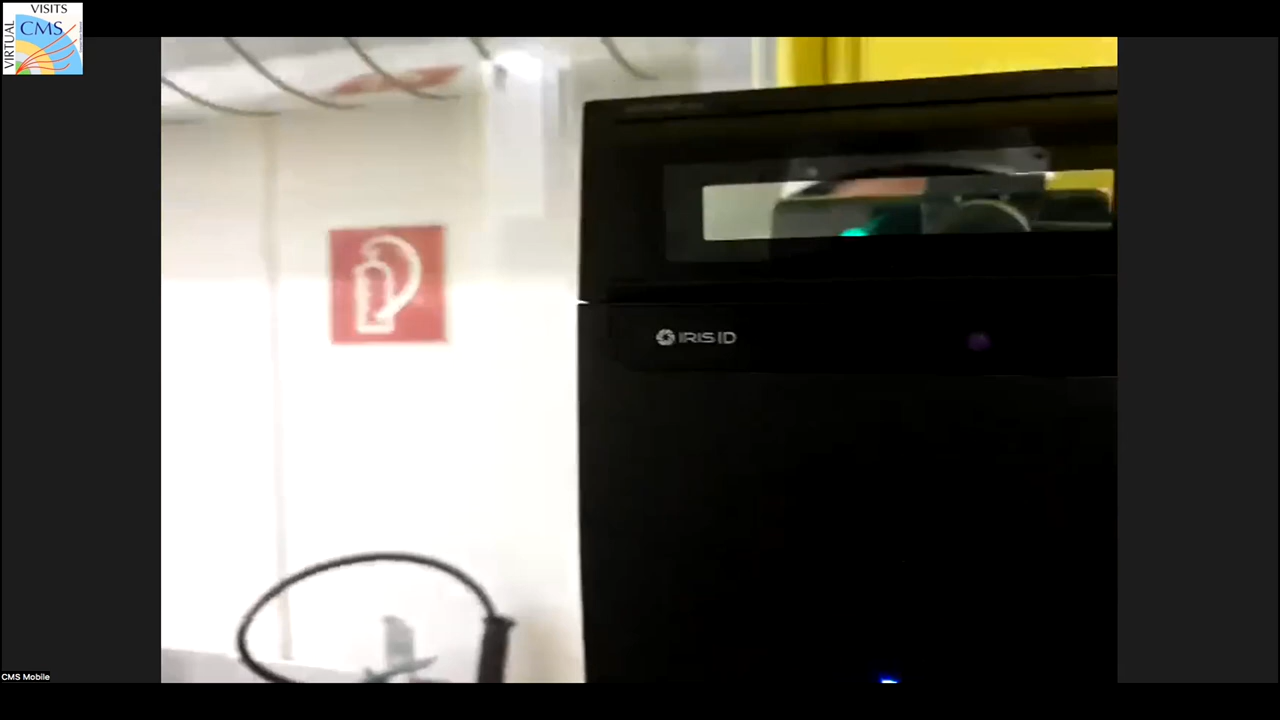 VISITS
VIRTUAL
CMS
IRIS ID
CMS Mobile